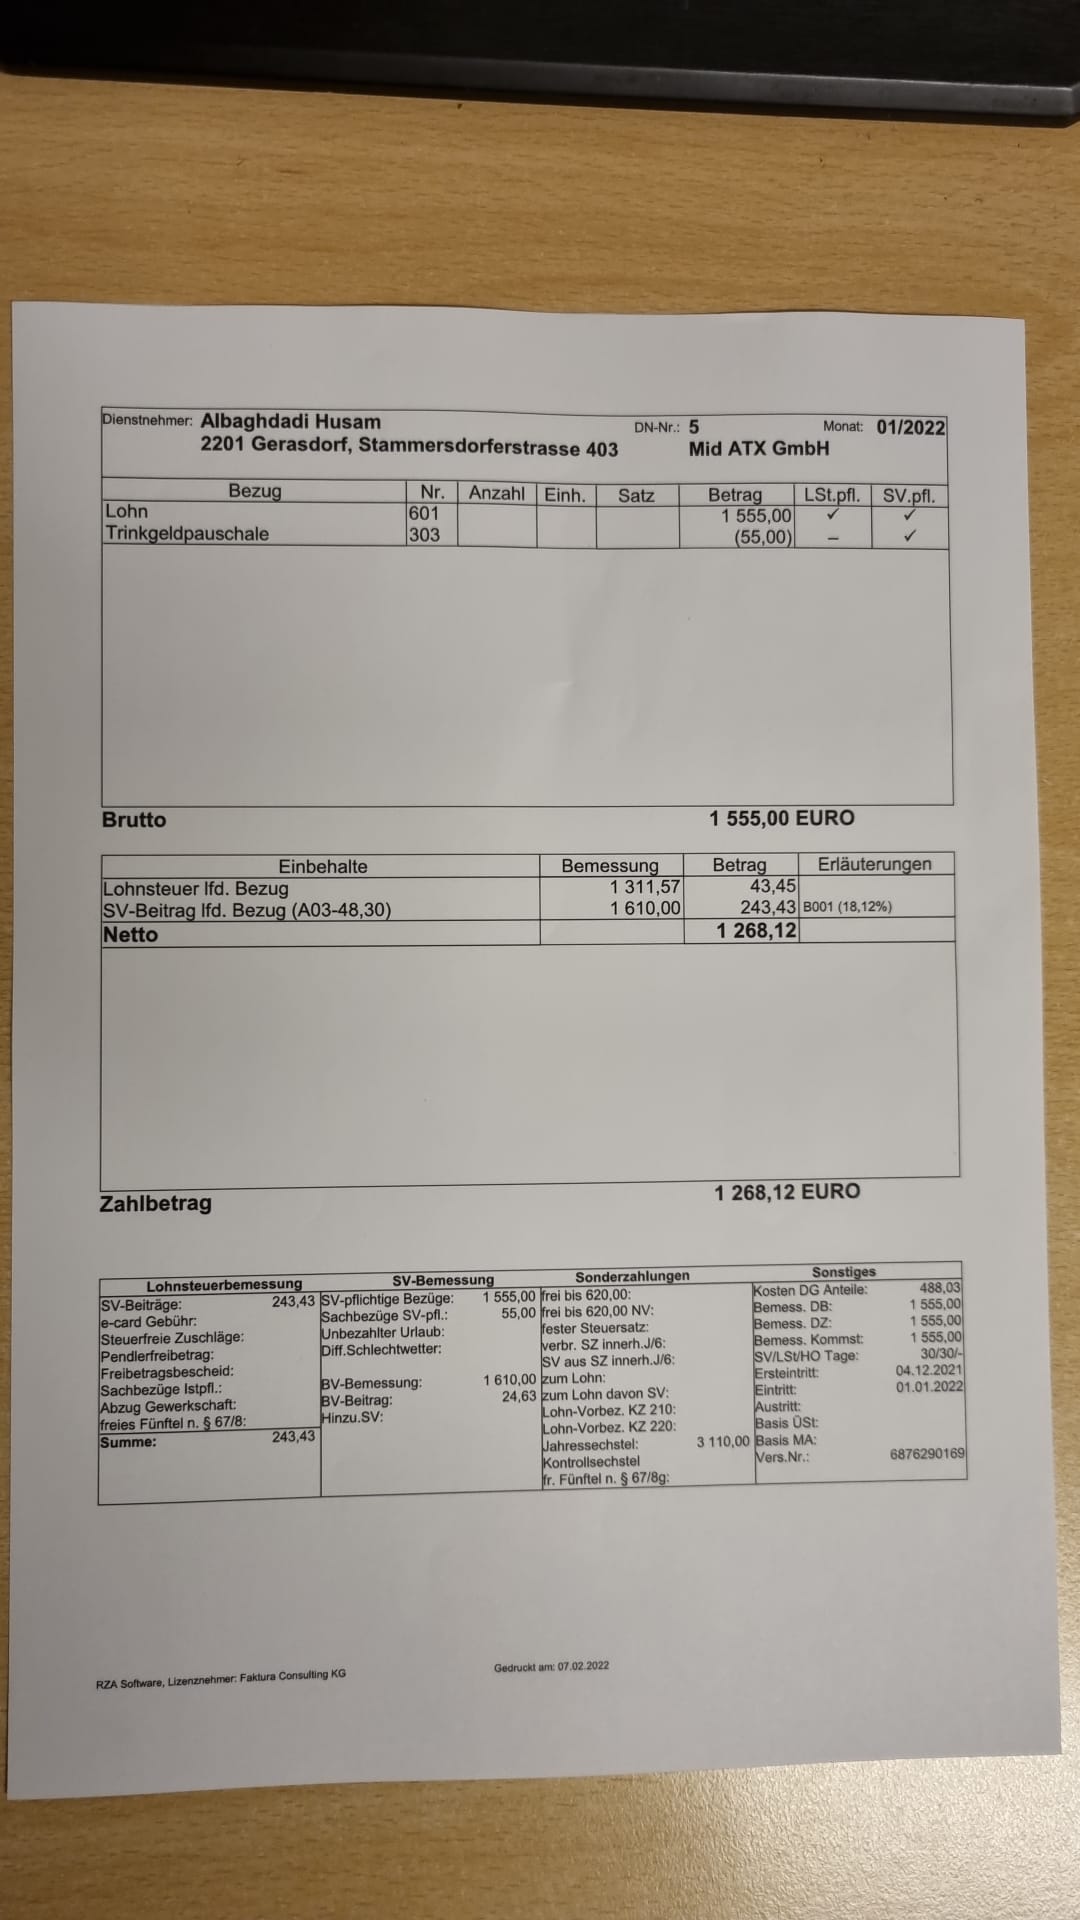 Dienstnehmer: Albaghdadi Husam DN-Nr.: 5 Monat: 01/2022
2201 Gerasdorf, Stammersdorferstrasse 403 Mid ATX GmbH
Bezug Nr. Anzahl Einh. Satz Betrag LSt.pfl. SV.pfl.
Lohn 601 1 555,00 ✓ ✓
Trinkgeldpauschale 303 (55,00) – ✓
Brutto 1 555,00 EURO
Einbehalte Bemessung Betrag Erläuterungen
Lohnsteuer lfd. Bezug 1 311,57 43,45
SV-Beitrag lfd. Bezug (A03-48,30) 1 610,00 243,43 B001 (18,12%)
Netto 1 268,12
Zahlbetrag 1 268,12 EURO
Lohnsteuerbemessung SV-Bemessung Sonderzahlungen Sonstiges
SV-Beiträge: 243,43 SV-pflichtige Bezüge: 1 555,00 frei bis 620,00: Kosten DG Anteile: 488,03
e-card Gebühr: Sachbezüge SV-pfl.: 55,00 frei bis 620,00 NV: Bemess. DB: 1 555,00
Steuerfreie Zuschläge: Unbezahlter Urlaub: fester Steuersatz: Bemess. DZ: 1 555,00
Pendlerfreibetrag: Diff.Schlechtwetter: verbr. SZ innerh.J/6: Bemess. Kommst: 1 555,00
Freibetragsbescheid: SV aus SZ innerh.J/6: SV/LSt/HO Tage: 30/30/-
Sachbezüge lstpfl.: BV-Bemessung: 1 610,00 zum Lohn: Ersteintritt: 04.12.2021
Abzug Gewerkschaft: BV-Beitrag: 24,63 zum Lohn davon SV: Eintritt: 01.01.2022
freies Fünftel n. § 67/8: Hinzu.SV: Lohn-Vorbez. KZ 210: Austritt:
Summe: 243,43 Lohn-Vorbez. KZ 220: Basis ÜSt:
Jahressechstel: 3 110,00 Basis MA:
Kontrollsechstel Vers.Nr.: 6876290169
fr. Fünftel n. § 67/8g:
RZA Software, Lizenznehmer: Faktura Consulting KG Gedruckt am: 07.02.2022